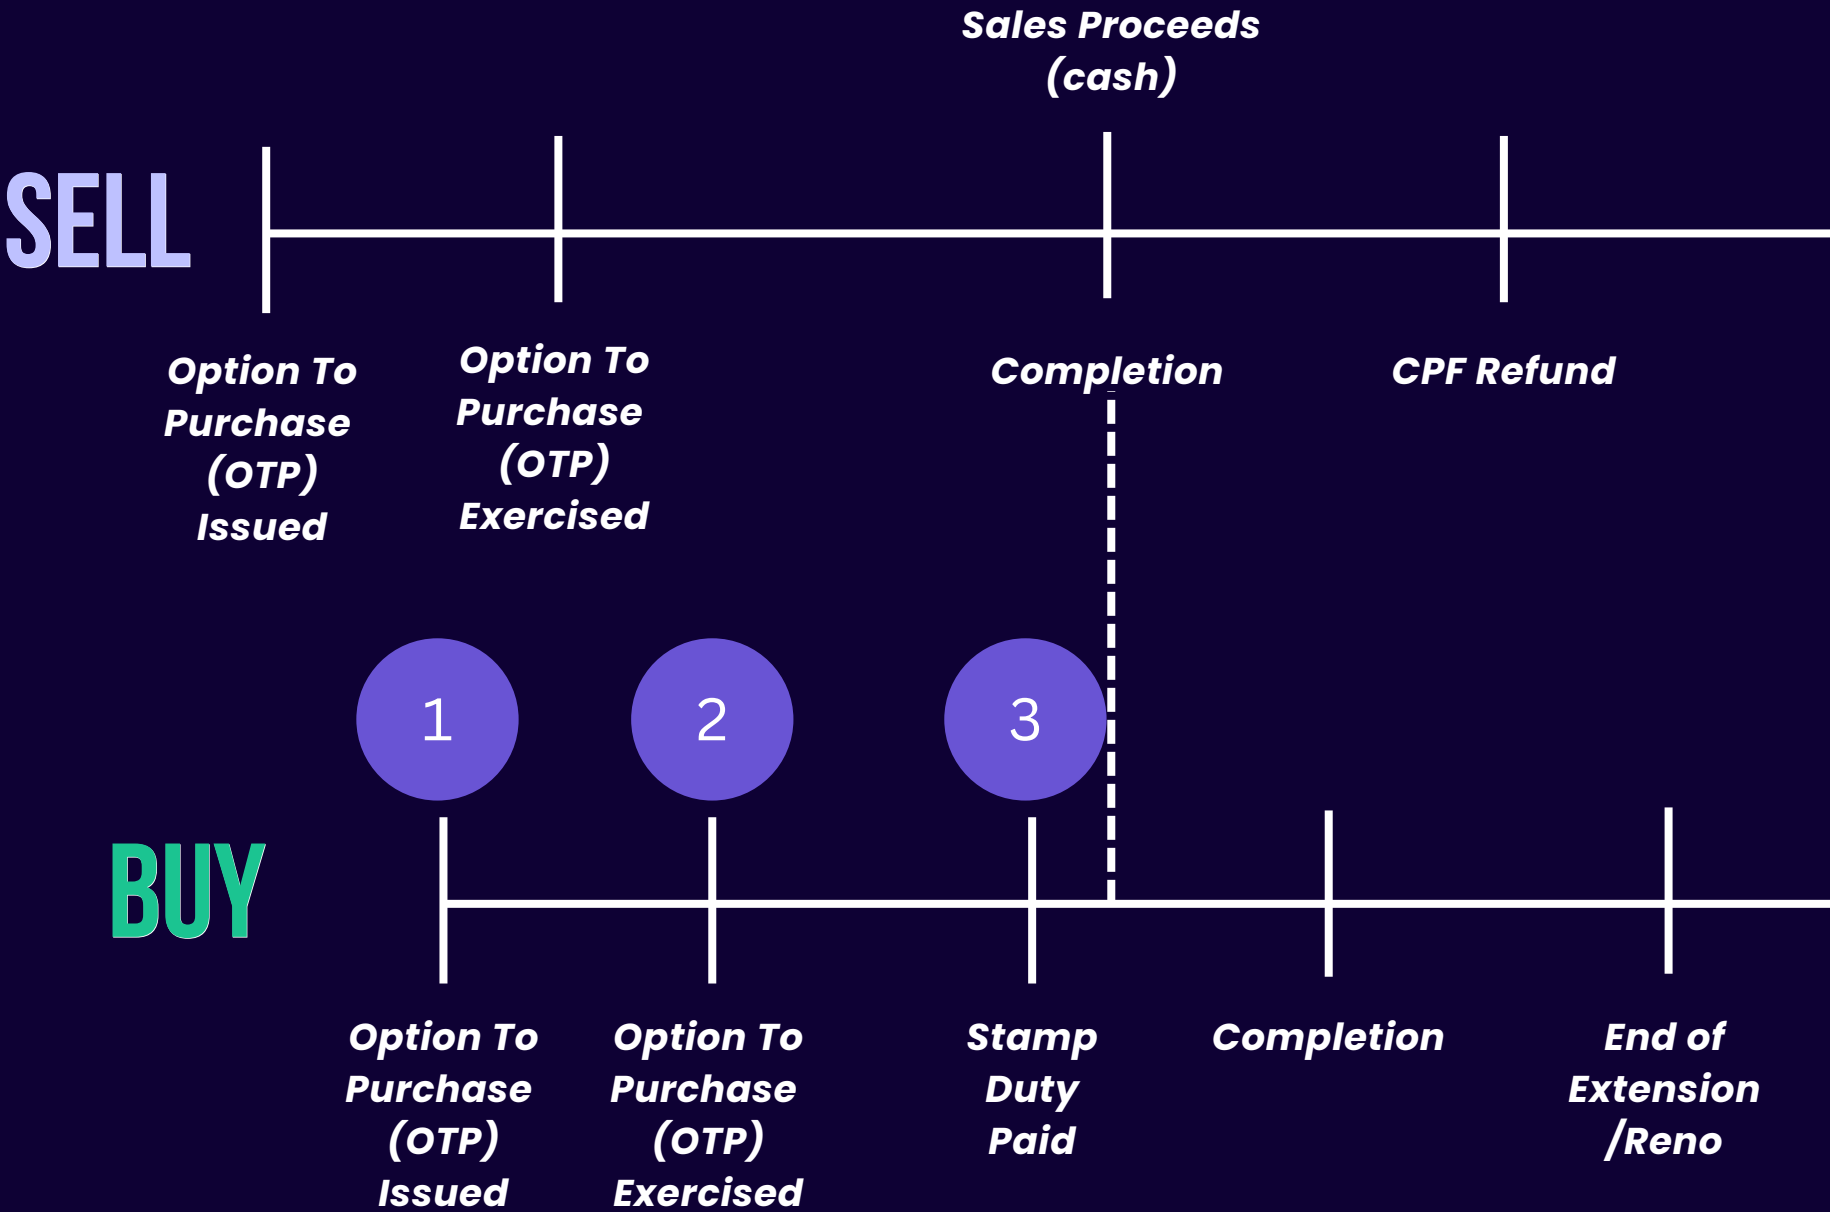 Sales Proceeds
(cash)
SELL
Option To
Purchase
(OTP)
Issued
Option To
Purchase
(OTP)
Exercised
Completion
CPF Refund
1
2
3
BUY
Option To
Purchase
(OTP)
Issued
Option To
Purchase
(OTP)
Exercised
Stamp
Duty
Paid
Completion
End of
Extension
/Reno